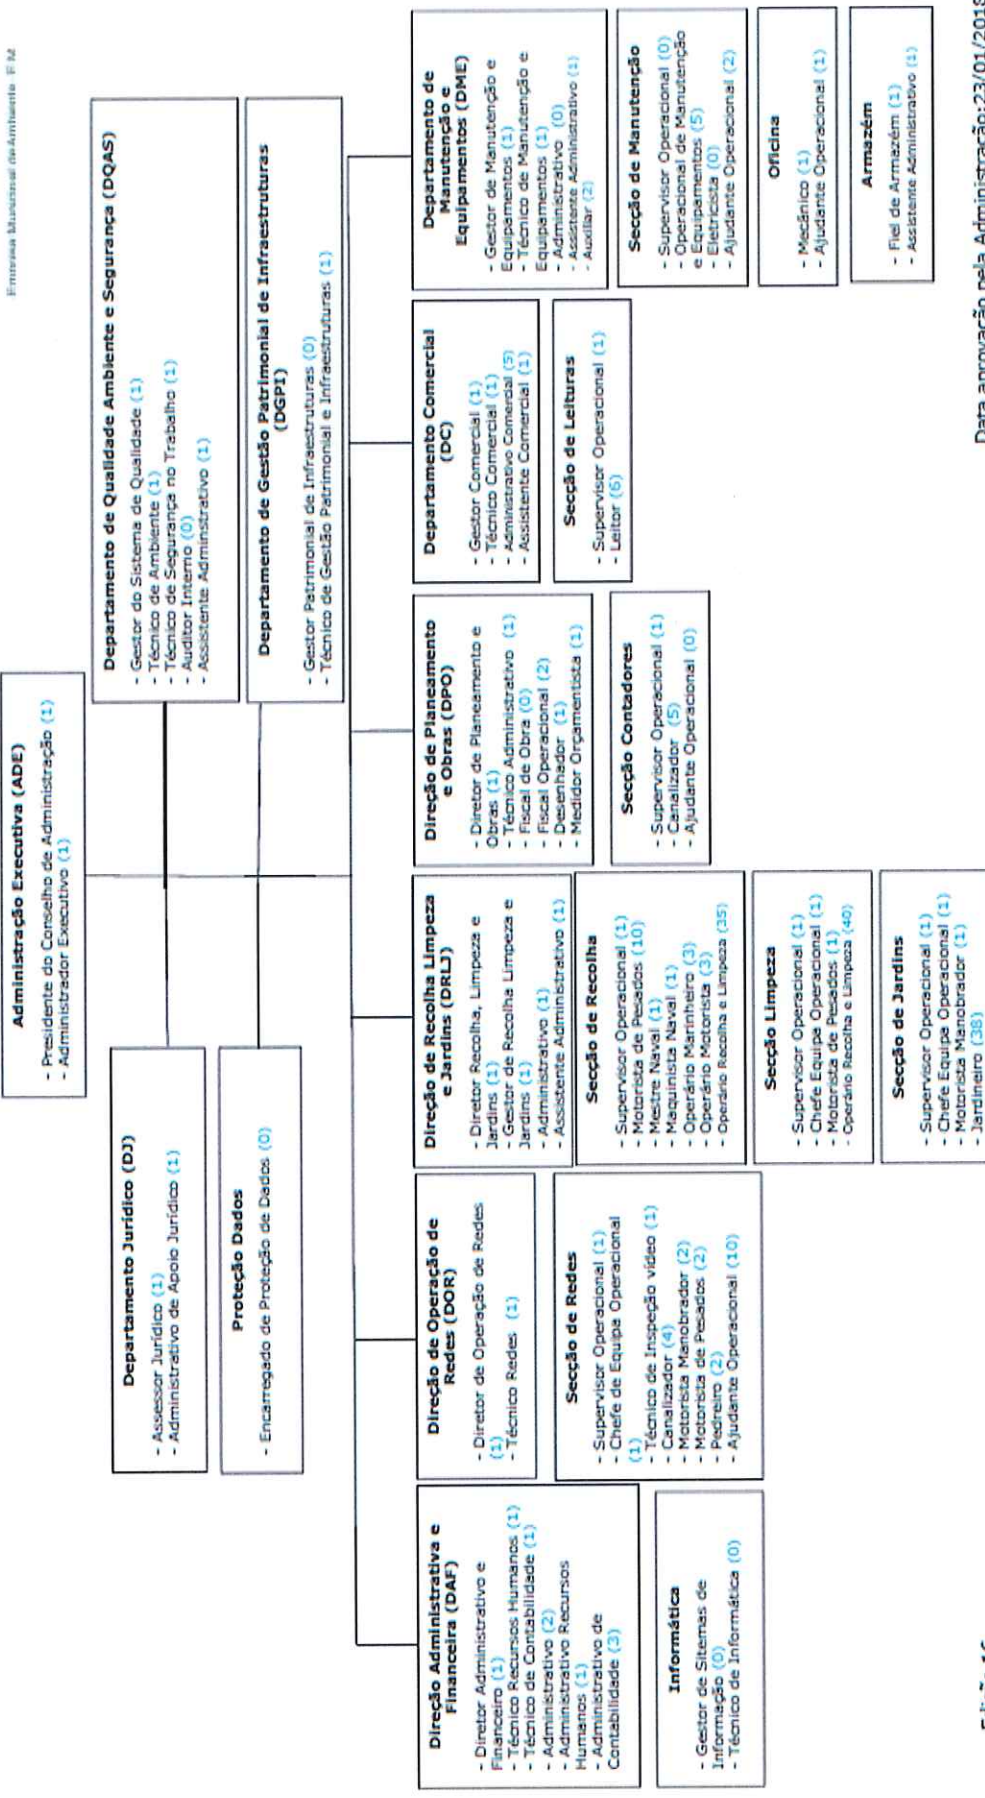 Empresa Municipal de Ambiente E M
Administração Executiva (ADE)
- Presidente do Conselho de Administração (1)
- Administrador Executivo (1)
Departamento Jurídico (DJ)
- Assessor Jurídico (1)
- Administrativo de Apoio Jurídico (1)
Proteção Dados
- Encarregado de Proteção de Dados (0)
Departamento de Qualidade Ambiente e Segurança (DQAS)
- Gestor do Sistema de Qualidade (1)
- Técnico de Ambiente (1)
- Técnico de Segurança no Trabalho (1)
- Auditor Interno (0)
- Assistente Adminstrativo (1)
Departamento de Gestão Patrimonial de Infraestruturas
(DGPI)
- Gestor Patrimonial de Infraestruturas (0)
- Técnico de Gestão Patrimonial e Infraestruturas (1)
Direção Administrativa e
Financeira (DAF)
- Diretor Administrativo e
Financeiro (1)
- Técnico Recursos Humanos (1)
- Técnico de Contabilidade (1)
- Administrativo (2)
- Administrativo Recursos
Humanos (1)
- Administrativo de
Contabilidade (3)
Informática
- Gestor de Sitemas de
Informação (0)
- Técnico de Informática (0)
Direção de Operação de
Redes (DOR)
- Diretor de Operação de Redes
(1)
- Técnico Redes (1)
Secção de Redes
- Supervisor Operacional (1)
- Chefe de Equipa Operacional
(1)
- Técnico de Inspeção vídeo (1)
- Canalizador (4)
- Motorista Manobrador (2)
- Motorista de Pesados (2)
- Pedreiro (2)
- Ajudante Operacional (10)
Direção de Recolha Limpeza
e Jardins (DRLJ)
- Diretor Recolha, Limpeza e
Jardins (1)
- Gestor de Recolha Limpeza e
Jardins (1)
- Administrativo (1)
- Assistente Administrativo (1)
Secção de Recolha
- Supervisor Operacional (1)
- Motorista de Pesados (10)
- Mestre Naval (1)
- Maquinista Naval (1)
- Operário Marinheiro (3)
- Operário Motorista (3)
- Operário Recolha e Limpeza (35)
Secção Limpeza
- Supervisor Operacional (1)
- Chefe Equipa Operacional (1)
- Motorista de Pesados (1)
- Operário Recolha e Limpeza (40)
Secção de Jardins
- Supervisor Operacional (1)
- Chefe Equipa Operacional (1)
- Motorista Manobrador (1)
- Jardineiro (38)
Direção de Planeamento
e Obras (DPO)
- Diretor de Planeamento e
Obras (1)
- Técnico Administrativo (1)
- Fiscal de Obra (0)
- Fiscal Operacional (2)
- Desenhador (1)
- Medidor Orçamentista (1)
Secção Contadores
- Supervisor Operacional (1)
- Canalizador (5)
- Ajudante Operacional (0)
Departamento Comercial
(DC)
- Gestor Comercial (1)
- Técnico Comercial (1)
- Administrativo Comercial (5)
- Assistente Comercial (1)
Secção de Leituras
- Supervisor Operacional (1)
- Leitor (6)
Departamento de
Manutenção e
Equipamentos (DME)
- Gestor de Manutenção e
Equipamentos (1)
- Técnico de Manutenção e
Equipamentos (1)
- Administrativo (0)
- Assistente Administrativo (1)
- Auxiliar (2)
Secção de Manutenção
- Supervisor Operacional (0)
- Operacional de Manutenção
e Equipamentos (5)
- Eletricista (0)
- Ajudante Operacional (2)
Oficina
- Mecânico (1)
- Ajudante Operacional (1)
Armazém
- Fiel de Armazém (1)
- Assistente Administrativo (1)
Data aprovação pela Administração:23/01/2018